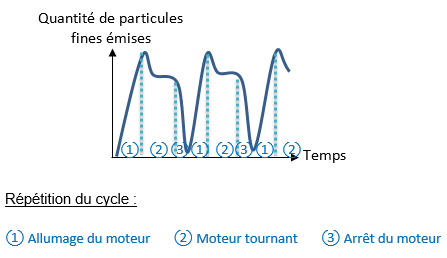 Quantité de particules
fines émises
① ② ③ ① ② ③ ① ② Temps
Répétition du cycle :
① Allumage du moteur ② Moteur tournant ③ Arrêt du moteur